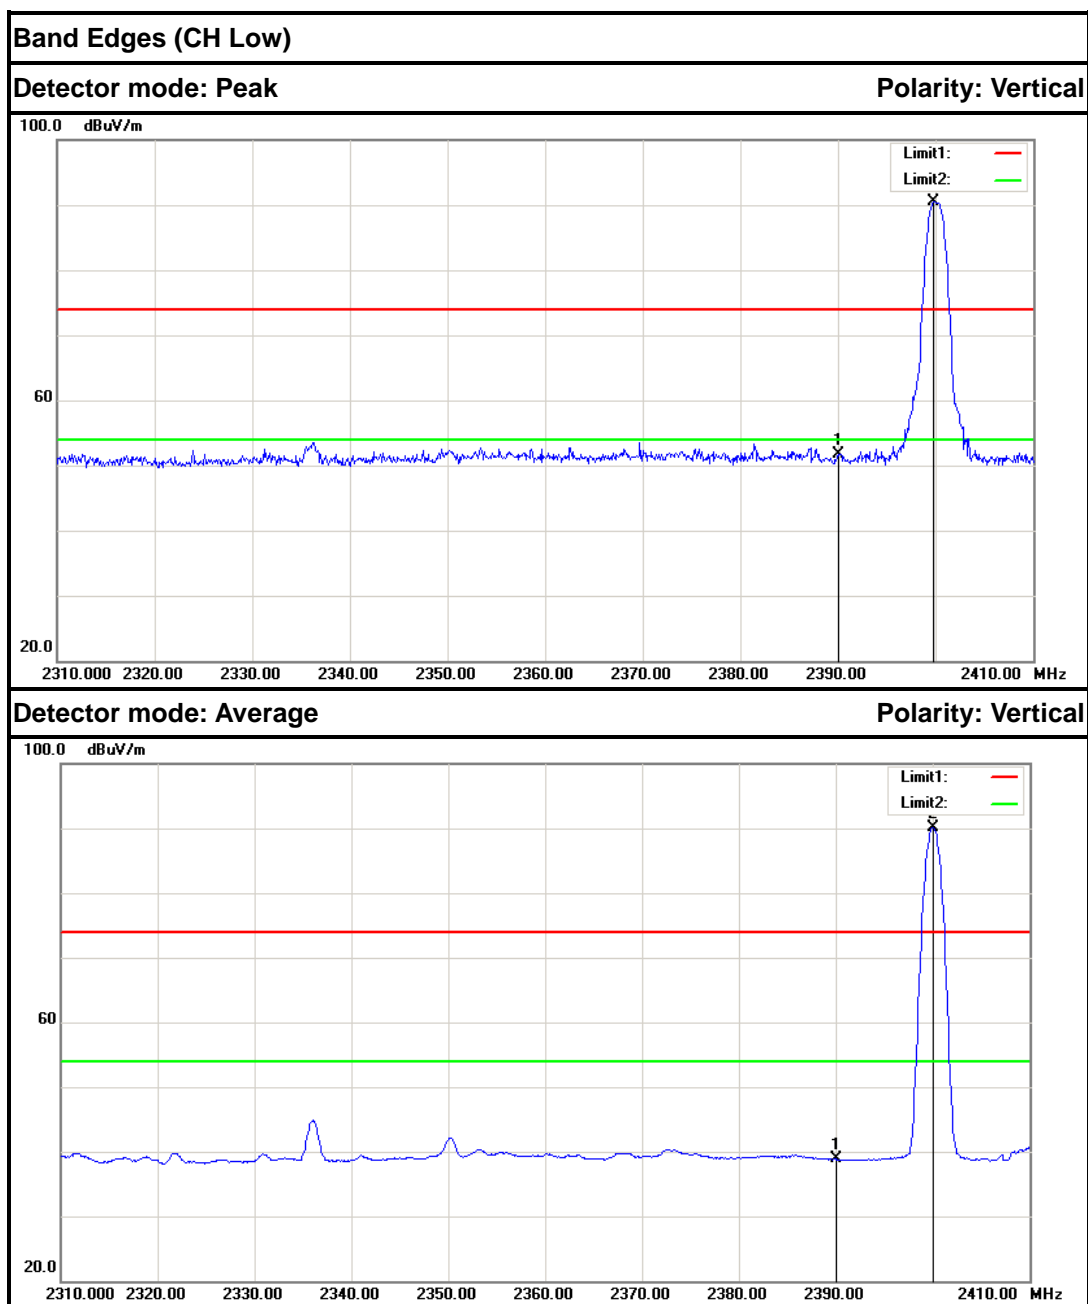 Band Edges (CH Low)
Detector mode: Peak Polarity: Vertical
100.0 dBuV/m
Limit1:
Limit2:
60
1
20.0
2310.000 2320.00 2330.00 2340.00 2350.00 2360.00 2370.00 2380.00 2390.00 2410.00 MHz
Detector mode: Average Polarity: Vertical
100.0 dBuV/m
Limit1:
Limit2:
60
1
20.0
2310.000 2320.00 2330.00 2340.00 2350.00 2360.00 2370.00 2380.00 2390.00 2410.00 MHz